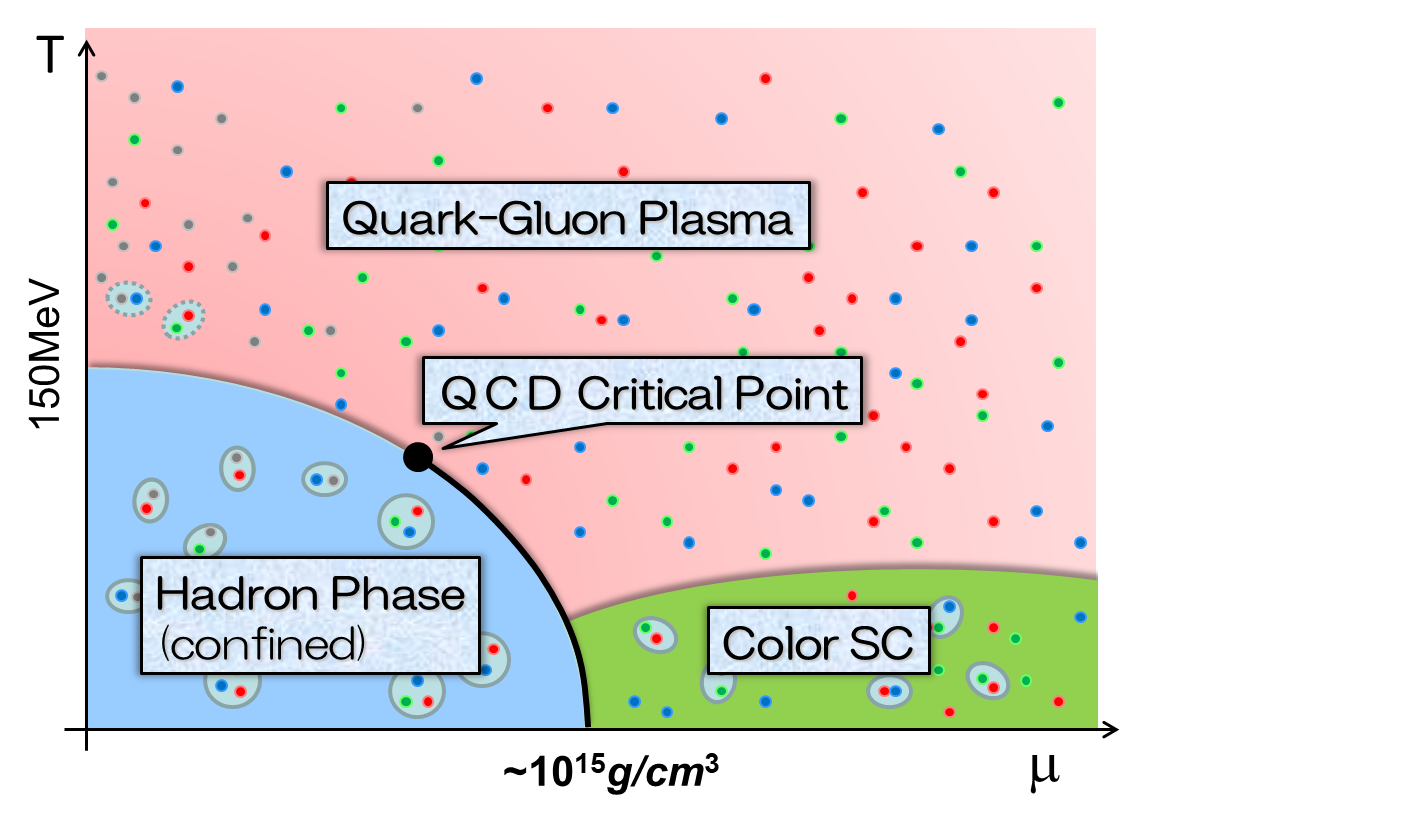 T
Quark-Gluon Plasma
150MeV
QCD Critical Point
Hadron Phase
(confined)
Color SC
~10¹⁵g/cm³
μ